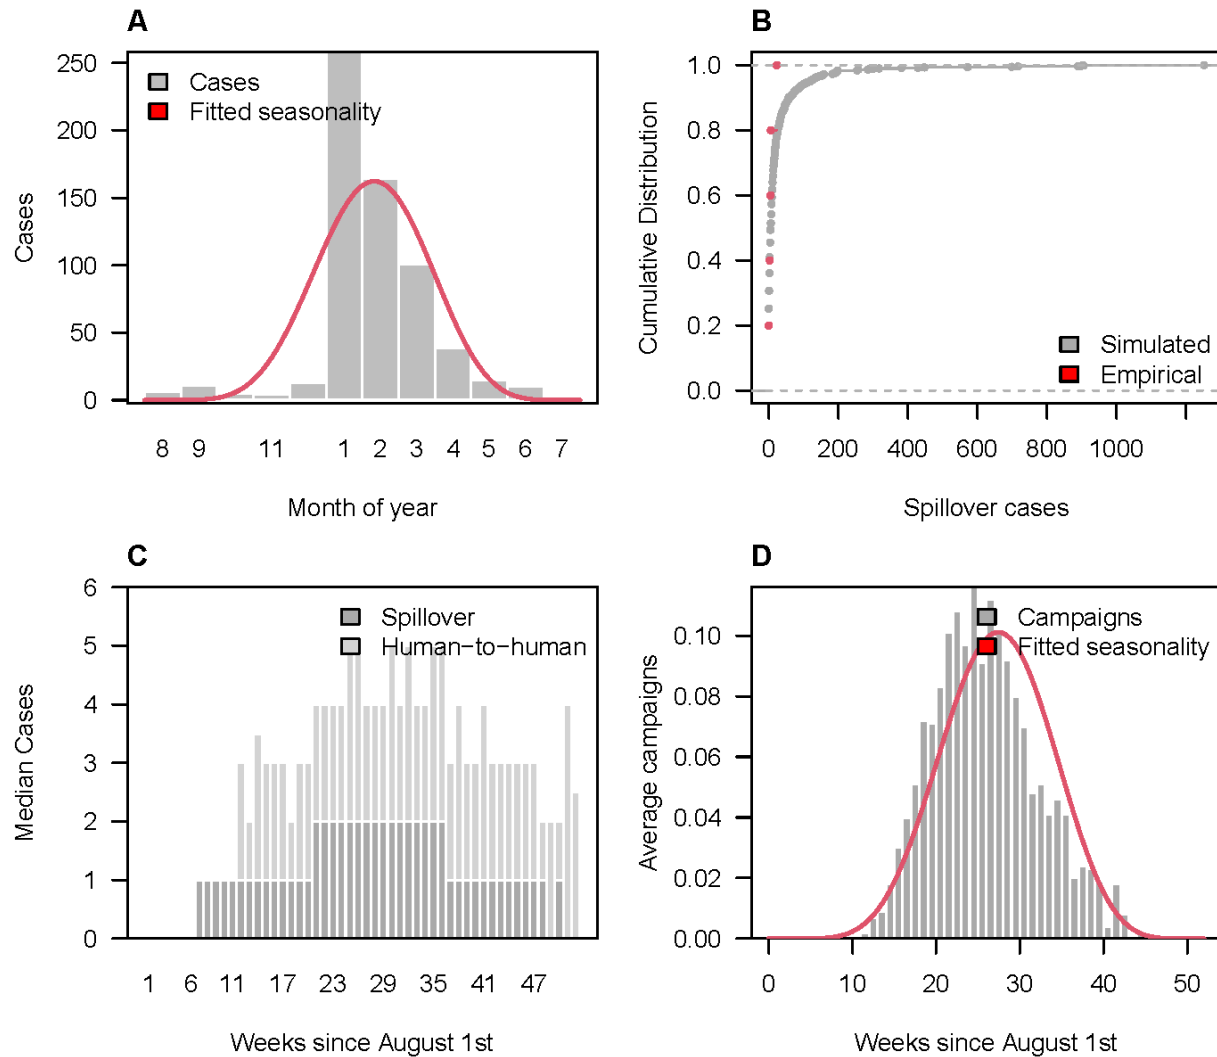 A
250
200
150
100
50
0
Cases
Cases
Fitted seasonality
8 9 11 1 2 3 4 5 6 7
Month of year
B
1.0
0.8
0.6
0.4
0.2
0.0
Cumulative Distribution
Simulated
Empirical
0 200 400 600 800 1000
Spillover cases
C
6
5
4
3
2
1
0
Median Cases
Spillover
Human−to−human
1 6 11 17 23 29 35 41 47
Weeks since August 1st
D
0.10
0.08
0.06
0.04
0.02
0.00
Average campaigns
Campaigns
Fitted seasonality
0 10 20 30 40 50
Weeks since August 1st